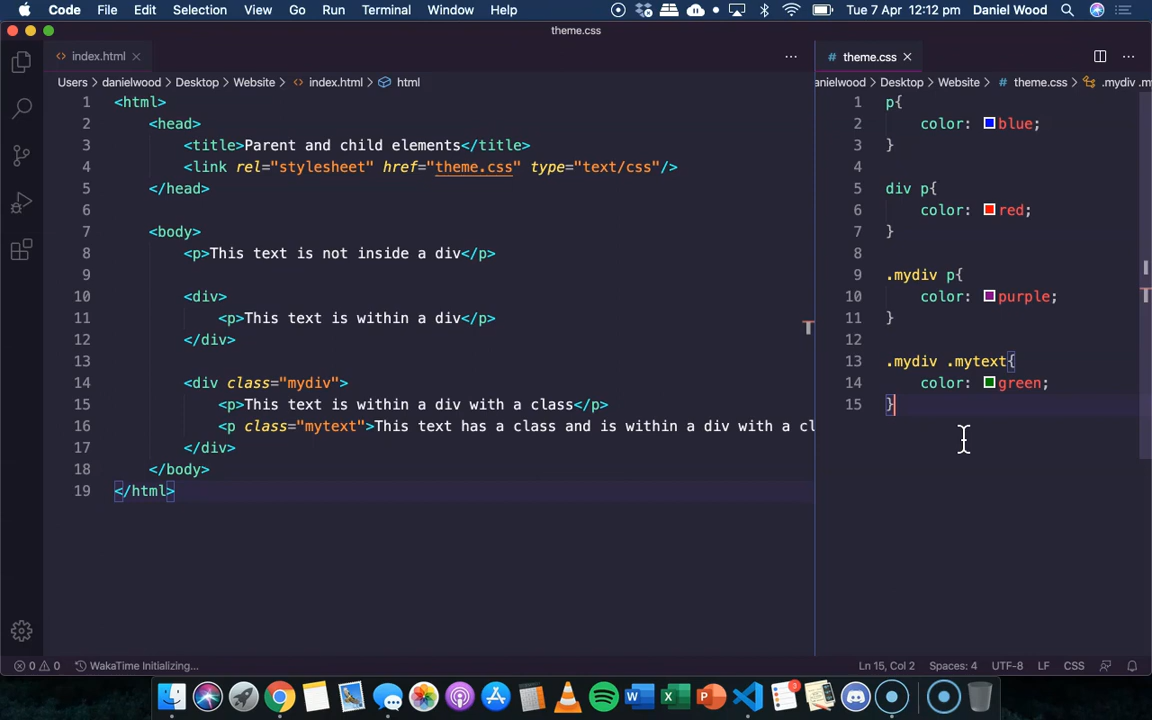 Code File Edit Selection View Go Run Terminal Window Help Tue 7 Apr 12:12 pm Daniel Wood
theme.css
index.html
Users > danielwood > Desktop > Website > index.html > html
1 <html>
2 <head>
3 <title>Parent and child elements</title>
4 <link rel="stylesheet" href="theme.css" type="text/css"/>
5 </head>
6
7 <body>
8 <p>This text is not inside a div</p>
9
10 <div>
11 <p>This text is within a div</p>
12 </div>
13
14 <div class="mydiv">
15 <p>This text is within a div with a class</p>
16 <p class="mytext">This text has a class and is within a div with a cl
17 </div>
18 </body>
19 </html>
# theme.css
anielwood > Desktop > Website > # theme.css > .mydiv .m
1 p{
2 color: blue;
3 }
4
5 div p{
6 color: red;
7 }
8
9 .mydiv p{
10 color: purple;
11 }
12
13 .mydiv .mytext{
14 color: green;
15 }
0 0 WakaTime Initializing... Ln 15, Col 2 Spaces: 4 UTF-8 LF CSS
3